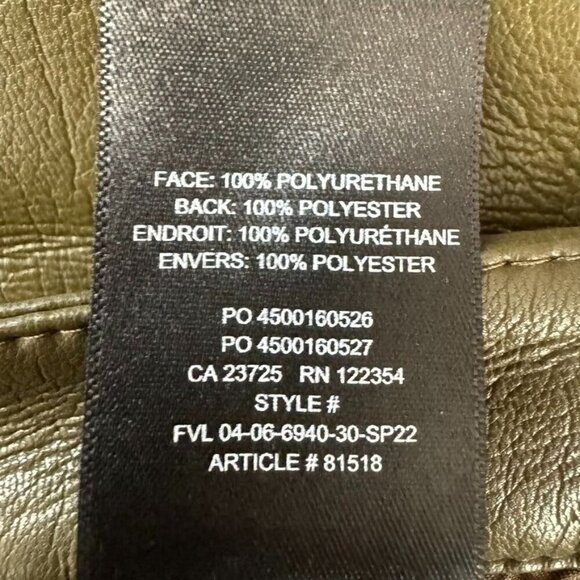 FACE: 100% POLYURETHANE
BACK: 100% POLYESTER
ENDROIT: 100% POLYURÉTHANE
ENVERS: 100% POLYESTER
PO 4500160526
PO 4500160527
CA 23725 RN 122354
STYLE #
FVL 04-06-6940-30-SP22
ARTICLE # 81518